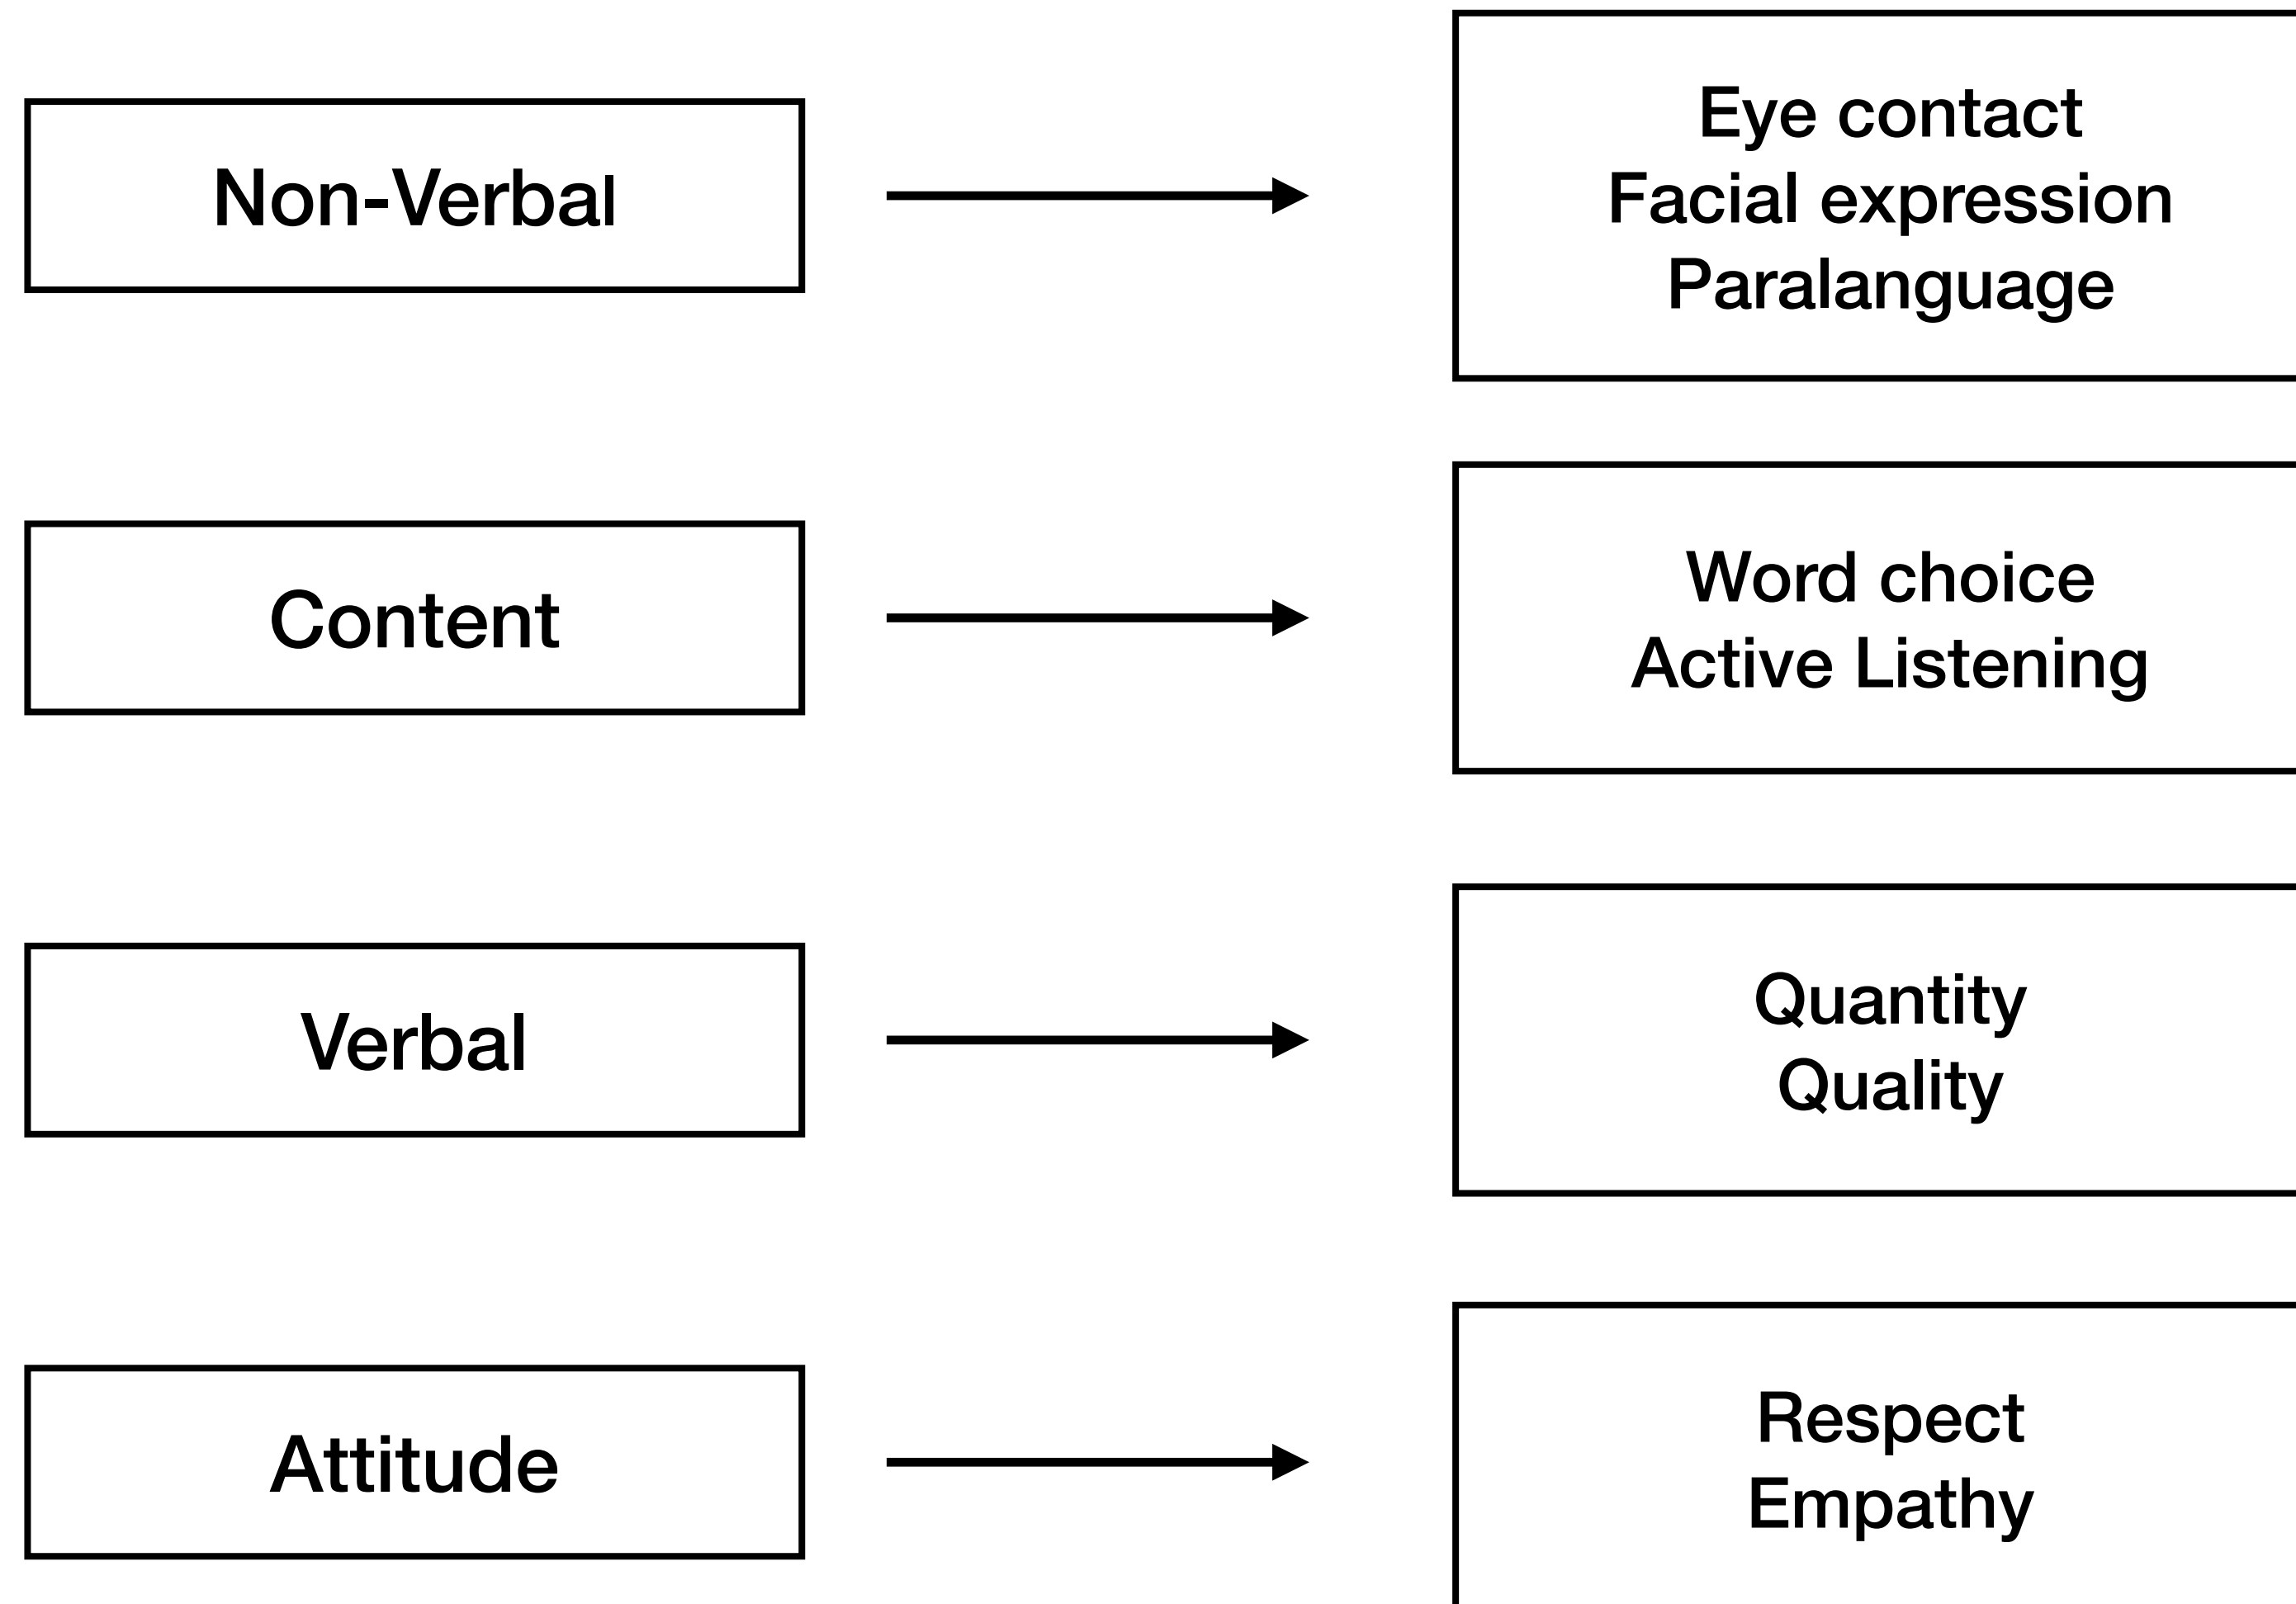 Non-Verbal
Eye contact
Facial expression
Paralanguage
Content
Word choice
Active Listening
Verbal
Quantity
Quality
Attitude
Respect
Empathy